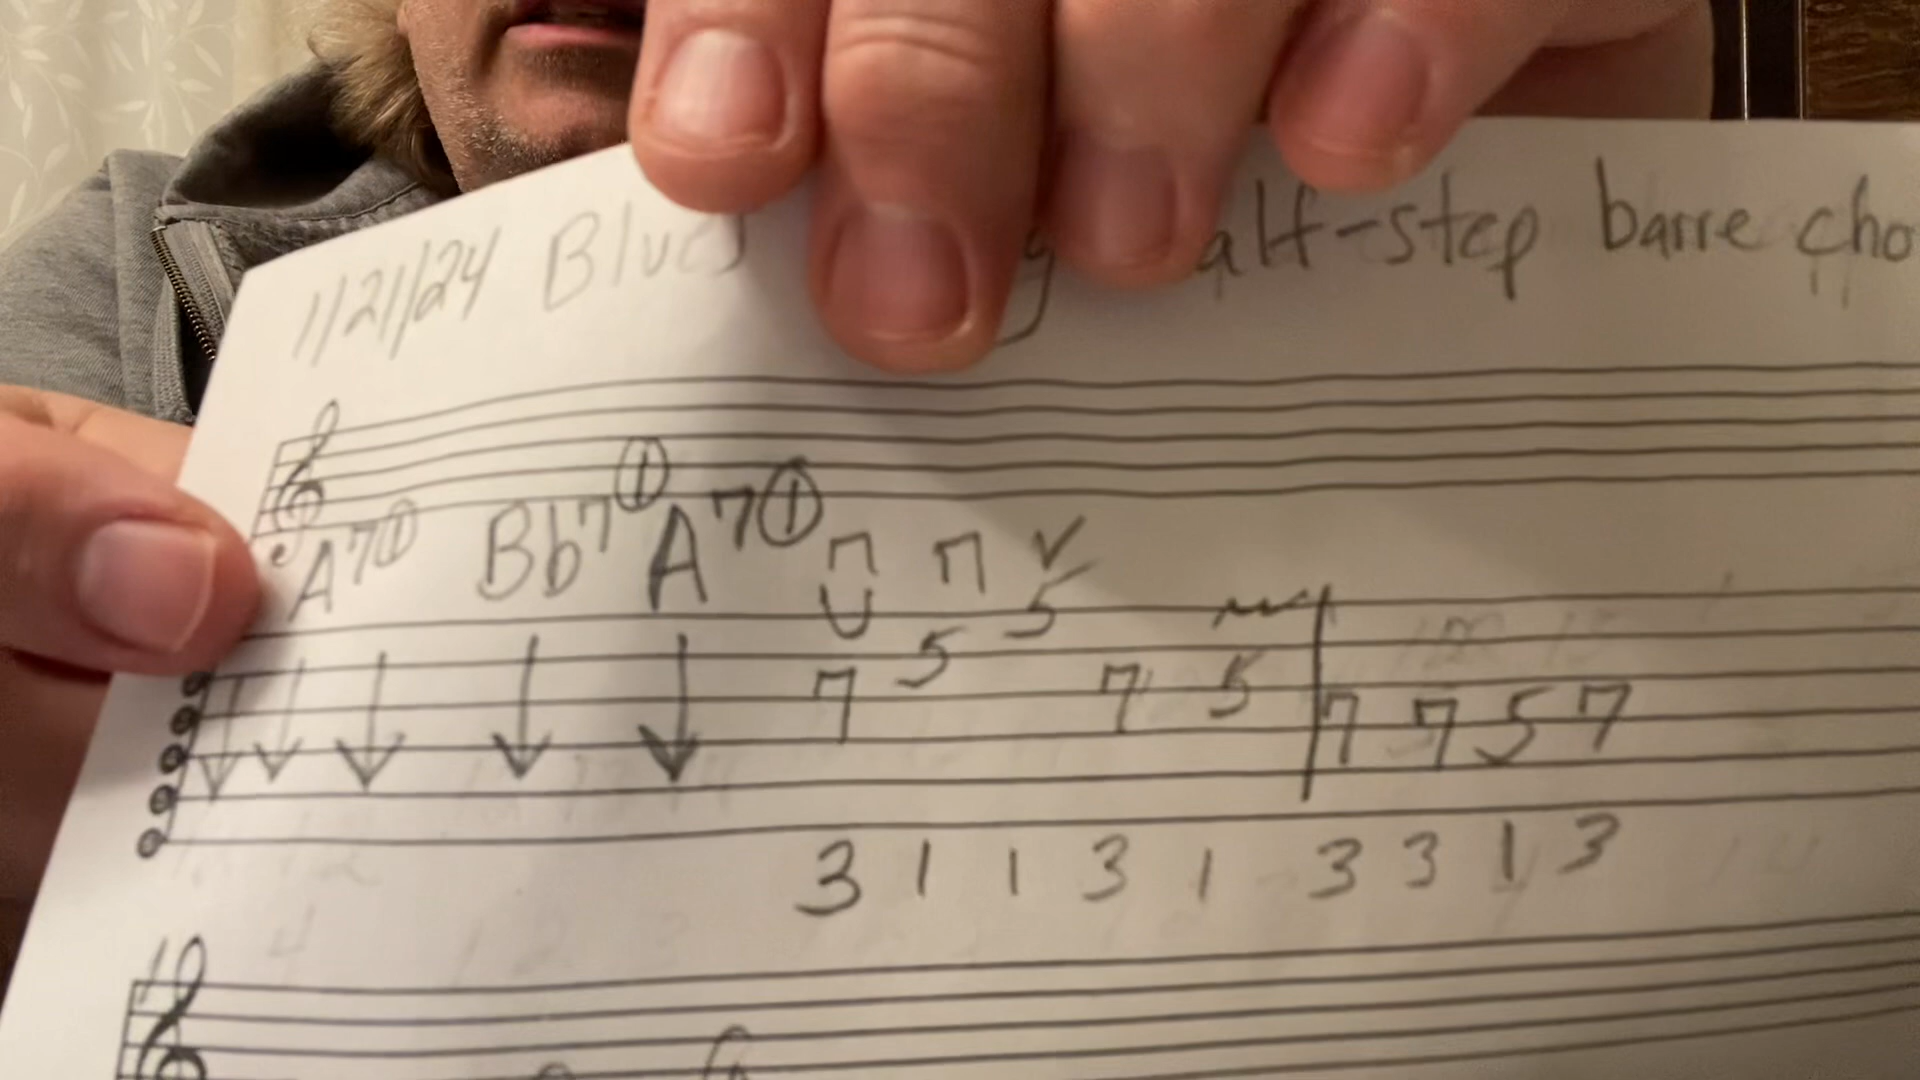 1/21/24 Blues half-step barre cho
A7① Bb7① A7①
5
7 5 7 5 7 7 5 7
3 1 1 3 1 3 3 1 3